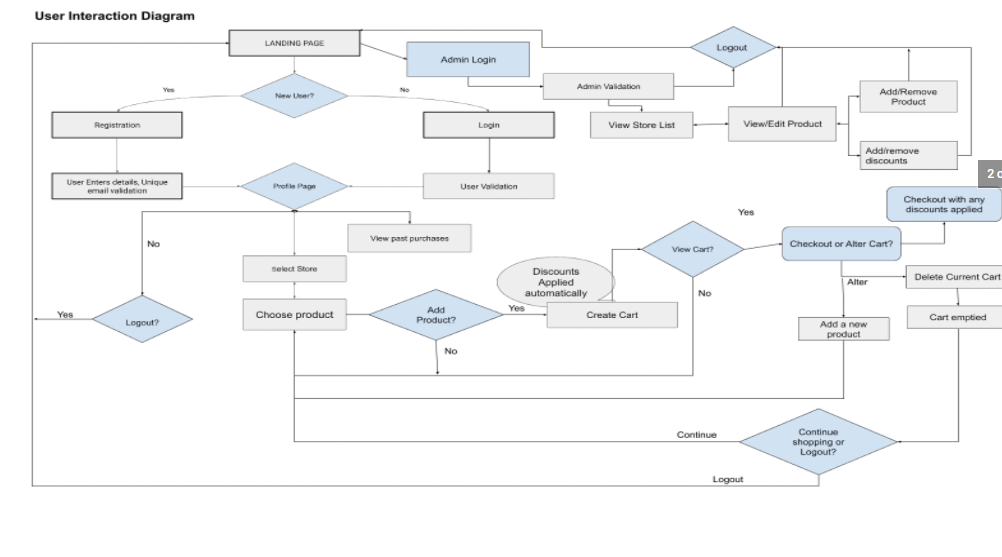 User Interaction Diagram
LANDING PAGE
Admin Login
Logout
Admin Validation
Add/Remove
Product
New User?
Yes
No
Registration
Login
View Store List
View/Edit Product
Add/remove
discounts
2
User Enters details, Unique
email validation
Profile Page
User Validation
Checkout with any
discounts applied
Yes
No
View past purchases
View Cart?
Checkout or Alter Cart?
select Store
Discounts
Applied
automatically
Delete Current Cart
Alter
No
Yes
Logout?
Choose product
Add
Product?
Yes
Create Cart
Cart emptied
Add a new
product
No
Continue
Continue
shopping or
Logout?
Logout